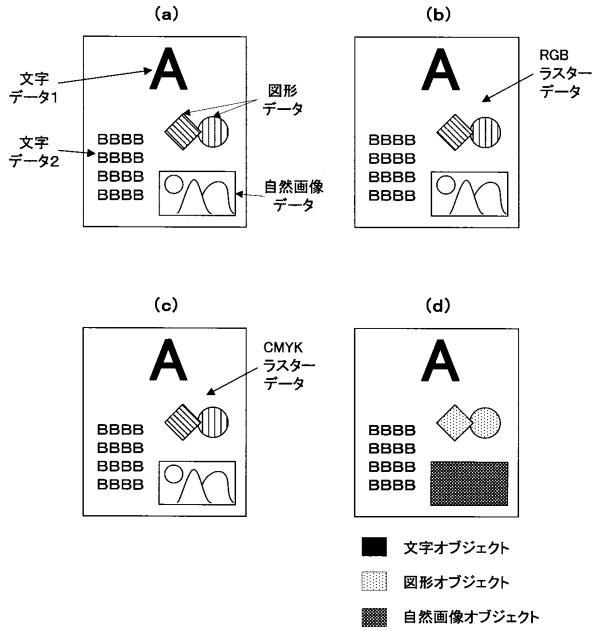 (a)
文字
データ1
A
図形
データ
文字
データ2
BBBB
BBBB
BBBB
BBBB
自然画像
データ
(b)
A
RGB
ラスター
データ
BBBB
BBBB
BBBB
BBBB
(c)
A
CMYK
ラスター
データ
BBBB
BBBB
BBBB
BBBB
(d)
A
BBBB
BBBB
BBBB
BBBB
文字オブジェクト
図形オブジェクト
自然画像オブジェクト